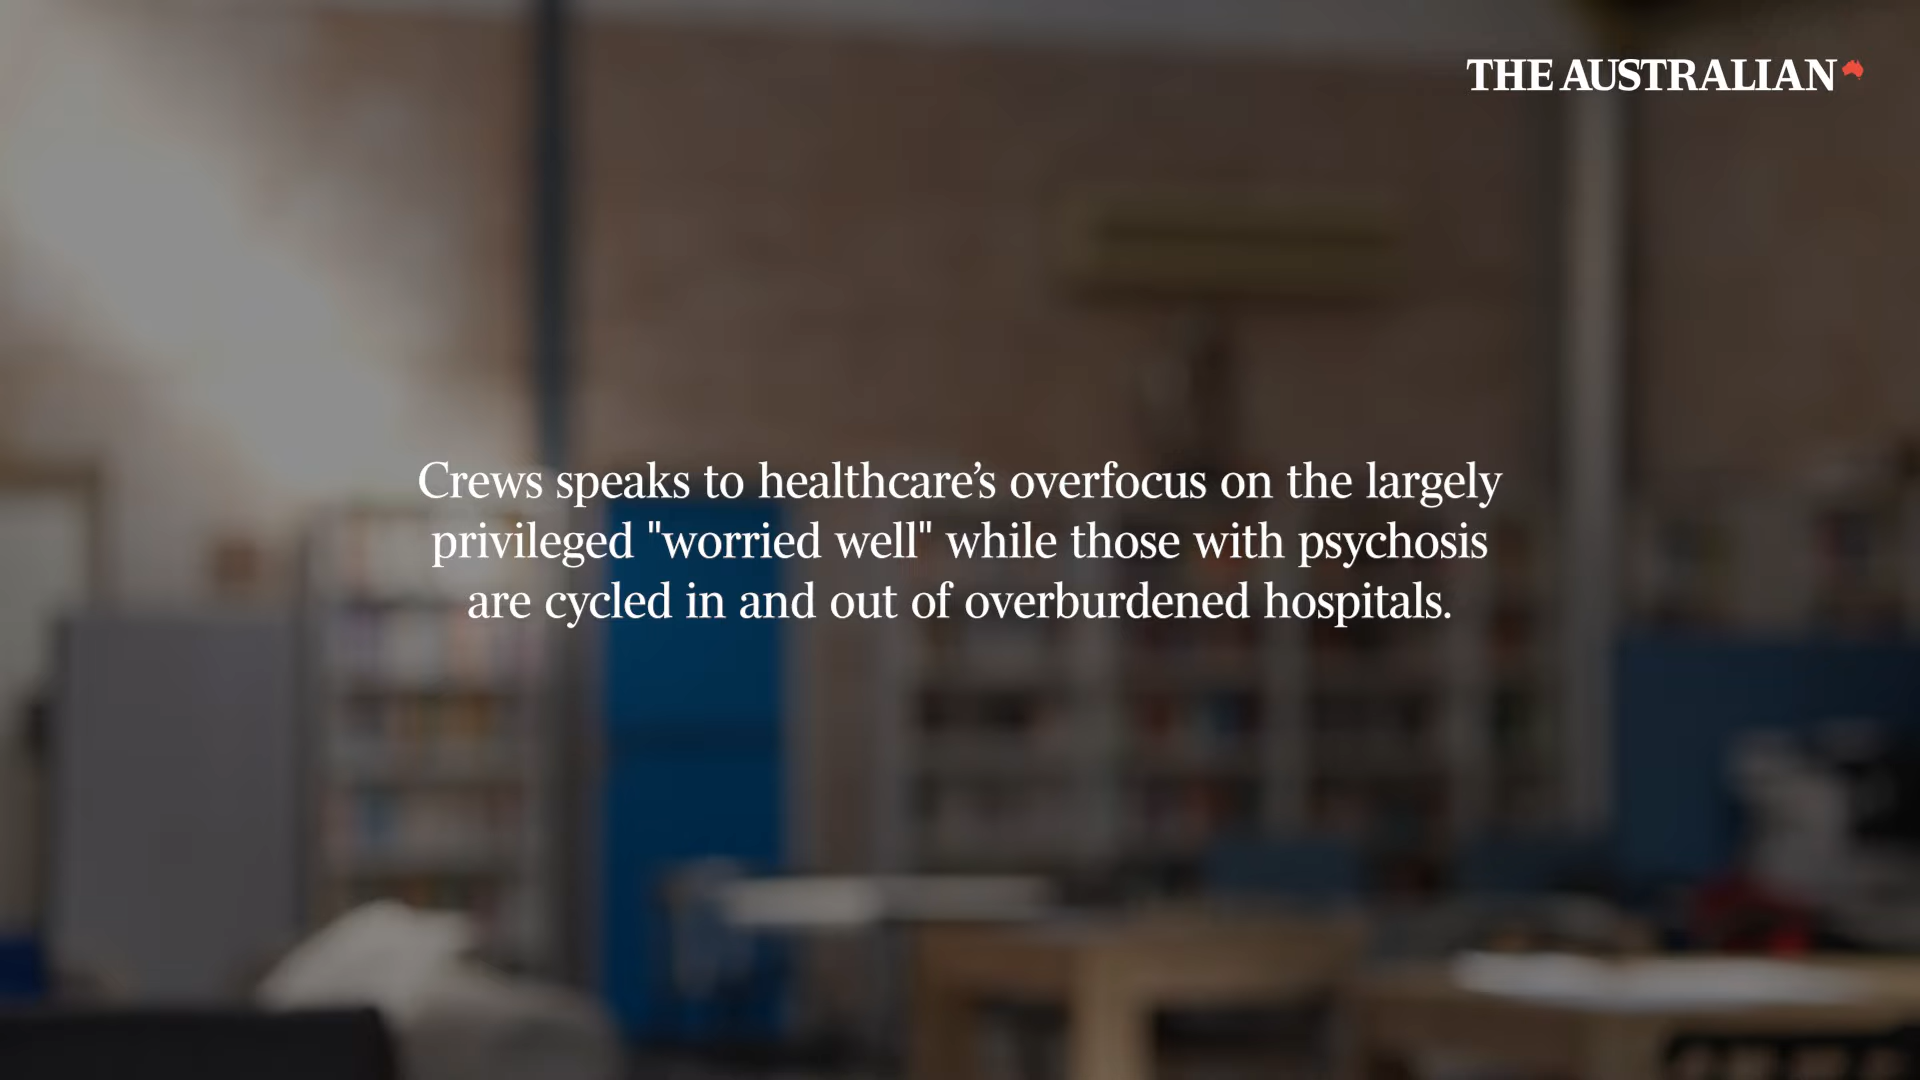 THE AUSTRALIAN
Crews speaks to healthcare’s overfocus on the largely
privileged "worried well" while those with psychosis
are cycled in and out of overburdened hospitals.